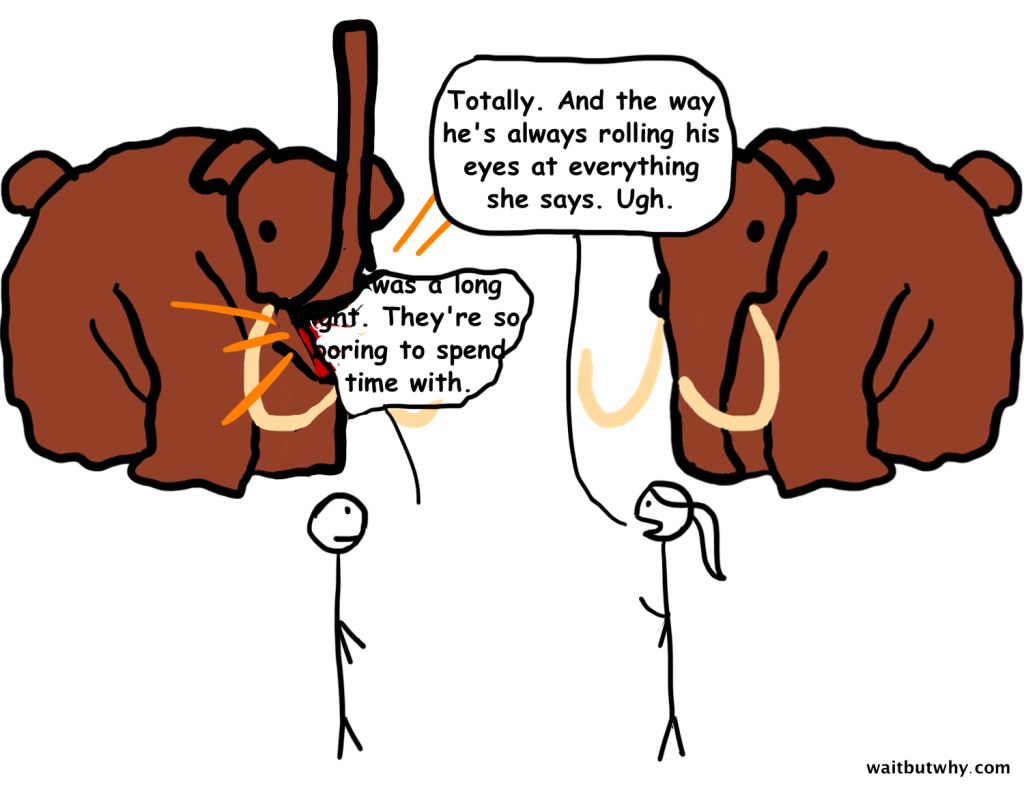 was a long
They're so
to spend
time with.
Totally. And the way
he's always rolling his
eyes at everything
she says. Ugh.
waitbutwhy.com